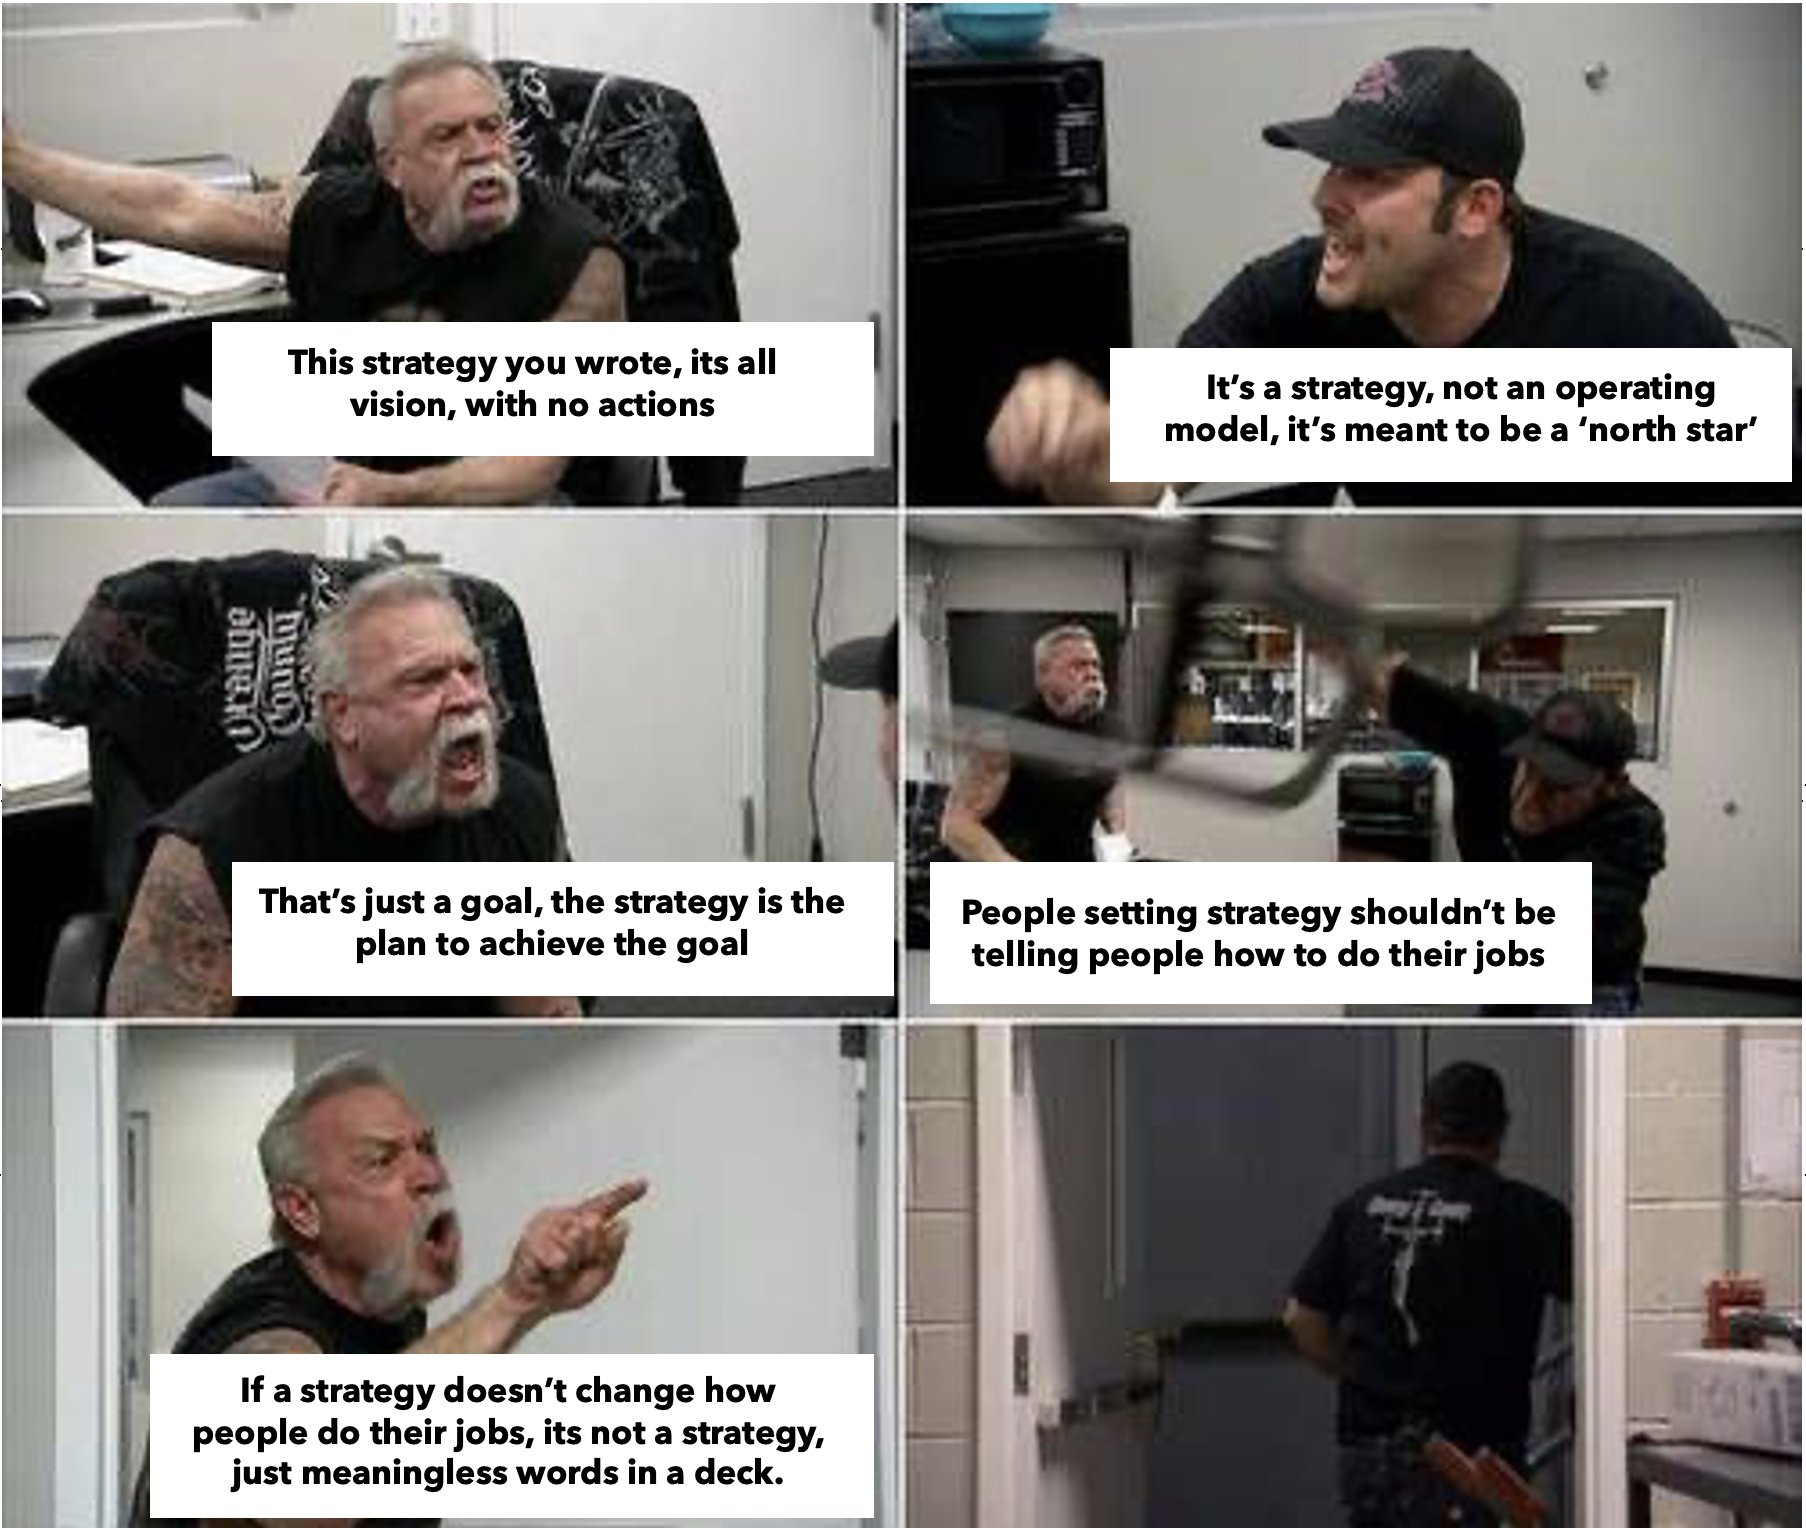 This strategy you wrote, its all
vision, with no actions
It’s a strategy, not an operating
model, it’s meant to be a ‘north star’
Orange
County
That’s just a goal, the strategy is the
plan to achieve the goal
People setting strategy shouldn’t be
telling people how to do their jobs
If a strategy doesn’t change how
people do their jobs, its not a strategy,
just meaningless words in a deck.